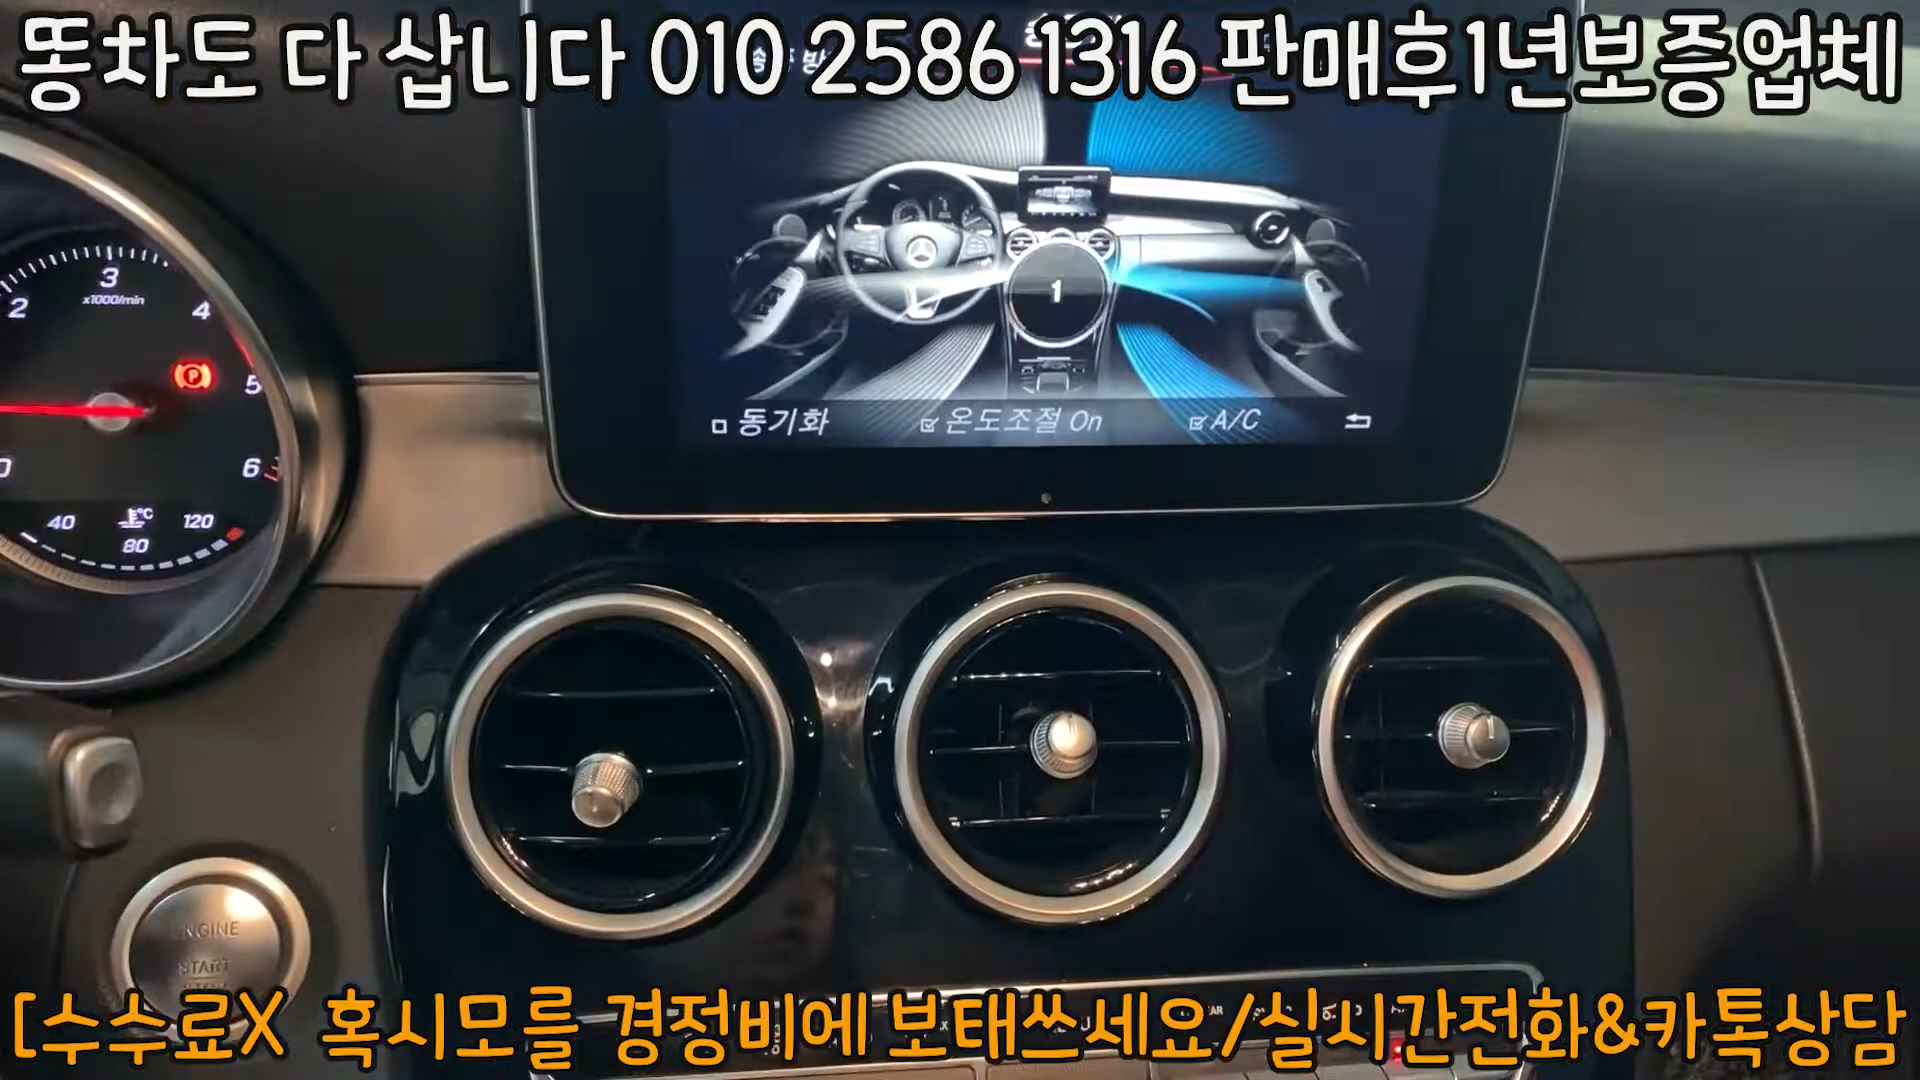 똥차도 다 삽니다 010 2586 1316 판매후1년보증업체
3
2
x1000/min
4
5
6
0
40
°C
120
80
1
동기화
온도조절 On
A/C
ENGINE
START
[수수료X 혹시모를 경정비에 보태쓰세요/실시간전화&카톡상담